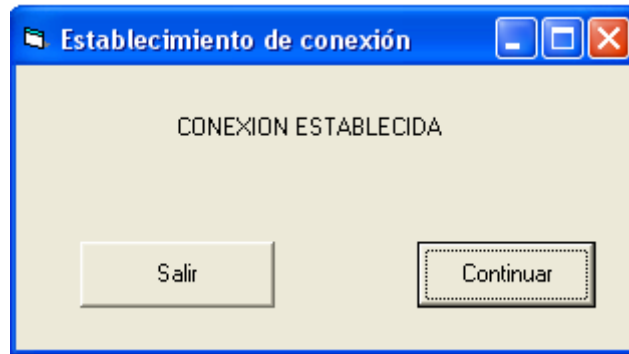 Establecimiento de conexión
CONEXION ESTABLECIDA
Salir
Continuar